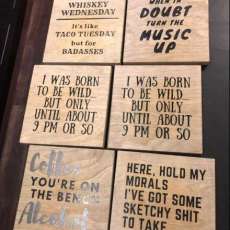 WHISKEY
WEDNESDAY
It's like
TACO TUESDAY
but for
BADASSES
WHEN IN
DOUBT
TURN THE
MUSIC
UP
I WAS BORN
TO BE WILD...
BUT ONLY
UNTIL ABOUT
9 PM OR SO
I WAS BORN
TO BE WILD...
BUT ONLY
UNTIL ABOUT
9 PM OR SO
Coffee
YOU'RE ON
THE BENCH
Alcohol
HERE, HOLD MY
MORALS
I'VE GOT SOME
SKETCHY SHIT
TO TAKE